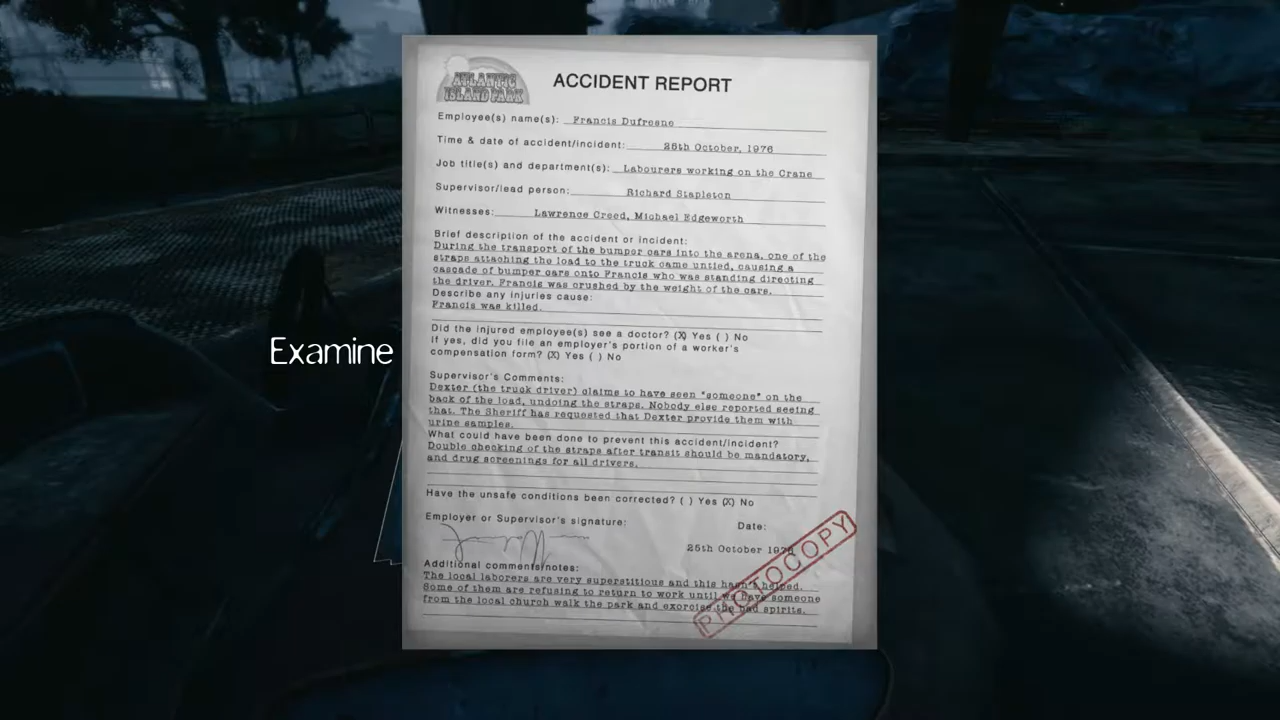 ATLANTIC
ISLAND PARK
ACCIDENT REPORT
Employee(s) name(s): Francis Dufresne
Time & date of accident/incident: 25th October, 1976
Job title(s) and department(s): Labourers working on the Crane
Supervisor/lead person: Richard Stapleton
Witnesses: Lawrence Creed, Michael Edgeworth
Brief description of the accident or incident:
During the transport of the bumper cars into the arena, one of the
straps attaching the load to the truck came untied, causing a
cascade of bumper cars onto Francis who was standing directing
the driver. Francis was crushed by the weight of the cars.
Describe any injuries cause:
Francis was killed.
Did the injured employee(s) see a doctor? (X) Yes ( ) No
If yes, did you file an employer's portion of a worker's
compensation form? (X) Yes ( ) No
Examine
Supervisor's Comments:
Dexter (the truck driver) claims to have seen "someone" on the
back of the load, undoing the straps. Nobody else reported seeing
that. The Sheriff has requested that Dexter provide them with
urine samples.
What could have been done to prevent this accident/incident?
Double checking of the straps after transit should be mandatory,
and drug screenings for all drivers.
Have the unsafe conditions been corrected? ( ) Yes (X) No
Employer or Supervisor's signature: Date:
25th October 1976
Additional comments/notes:
The local laborers are very superstitious and this hasn't helped.
Some of them are refusing to return to work until we have someone
from the local church walk the park and exorcise the bad spirits.
PHOTOCOPY